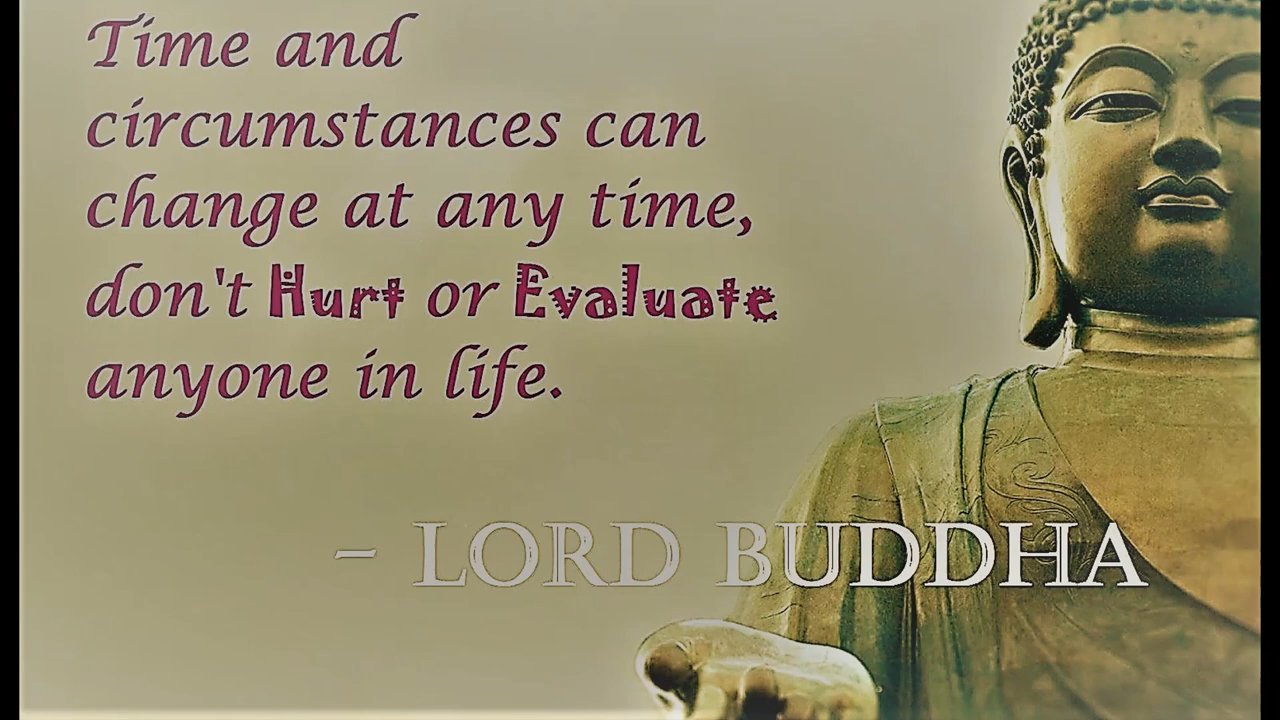 Time and
circumstances can
change at any time,
don't Hurt or Evaluate
anyone in life.
- LORD BUDDHA